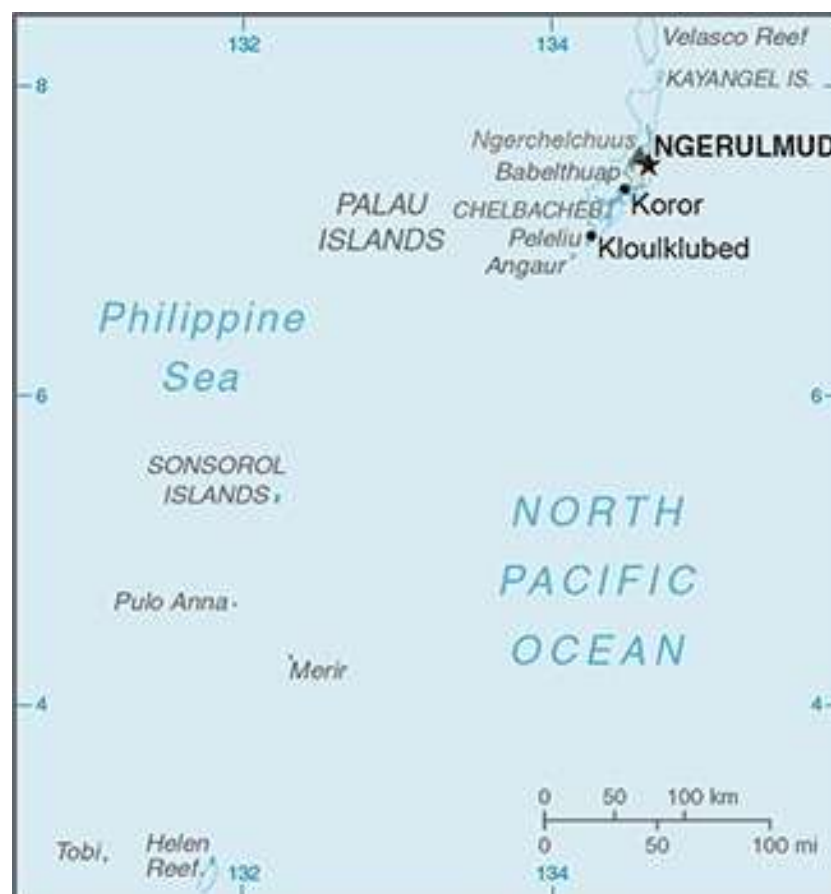 132
134
Velasco Reef
8
KAYANGEL IS.
Ngerchelchuus
NGERULMUD
Babelthuap
PALAU
ISLANDS
CHELBACHEB
Koror
Peleliu
Kloulklubed
Angaur
Philippine
Sea
6
6
SONSOROL
ISLANDS
NORTH
PACIFIC
OCEAN
Pulo Anna
Merir
4
4
0 50 100 km
0 50 100 mi
Tobi
Helen
Reef
132
134